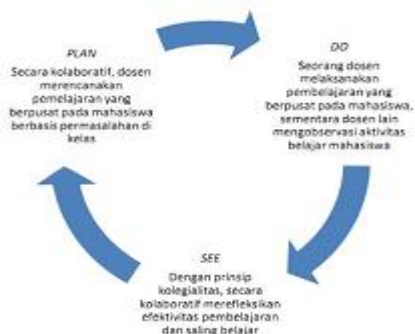 PLAN
Secara kolaboratif, dosen
merencanakan
pemelajaran yang
berpusat pada mahasiswa
berbasis permasalahan di
kelas
DO
Seorang dosen
melaksanakan
pembelajaran yang
berpusat pada mahasiswa,
sementara dosen lain
mengobservasi aktivitas
belajar mahasiswa
SEE
Dengan prinsip
kolegialitas, secara
kolaboratif merefleksikan
efektivitas pembelajaran
dan saling belajar